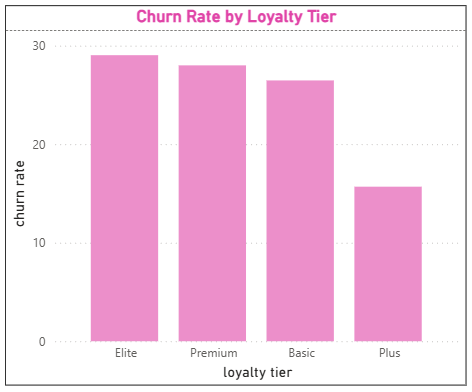 Churn Rate by Loyalty Tier
30
20
10
0
churn rate
Elite Premium Basic Plus
loyalty tier